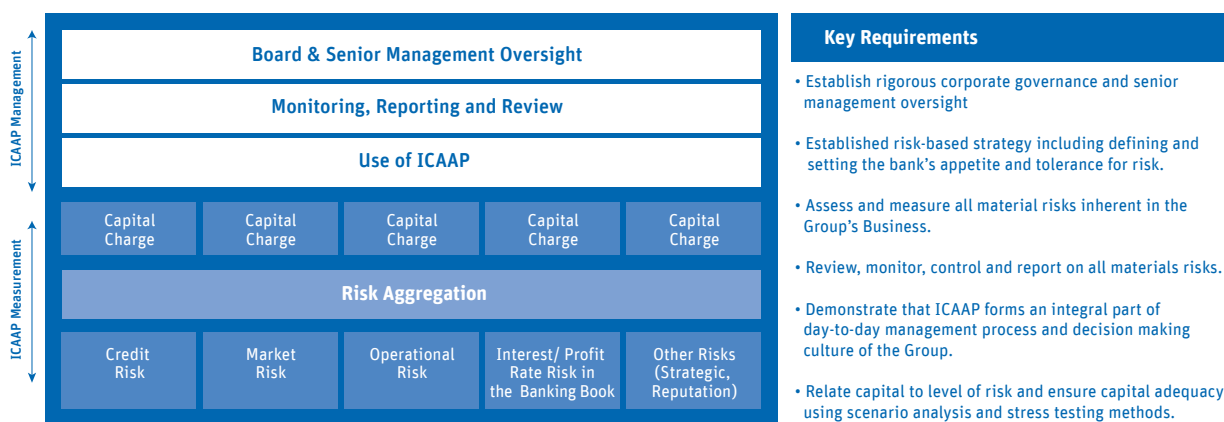 ICAAP Management
Board & Senior Management Oversight
Monitoring, Reporting and Review
Use of ICAAP
ICAAP Measurement
Capital
Charge
Capital
Charge
Capital
Charge
Capital
Charge
Capital
Charge
Risk Aggregation
Credit
Risk
Market
Risk
Operational
Risk
Interest/ Profit
Rate Risk in
the Banking Book
Other Risks
(Strategic,
Reputation)
Key Requirements
• Establish rigorous corporate governance and senior
management oversight
• Established risk-based strategy including defining and
setting the bank's appetite and tolerance for risk.
• Assess and measure all material risks inherent in the
Group's Business.
• Review, monitor, control and report on all materials risks.
• Demonstrate that ICAAP forms an integral part of
day-to-day management process and decision making
culture of the Group.
• Relate capital to level of risk and ensure capital adequacy
using scenario analysis and stress testing methods.